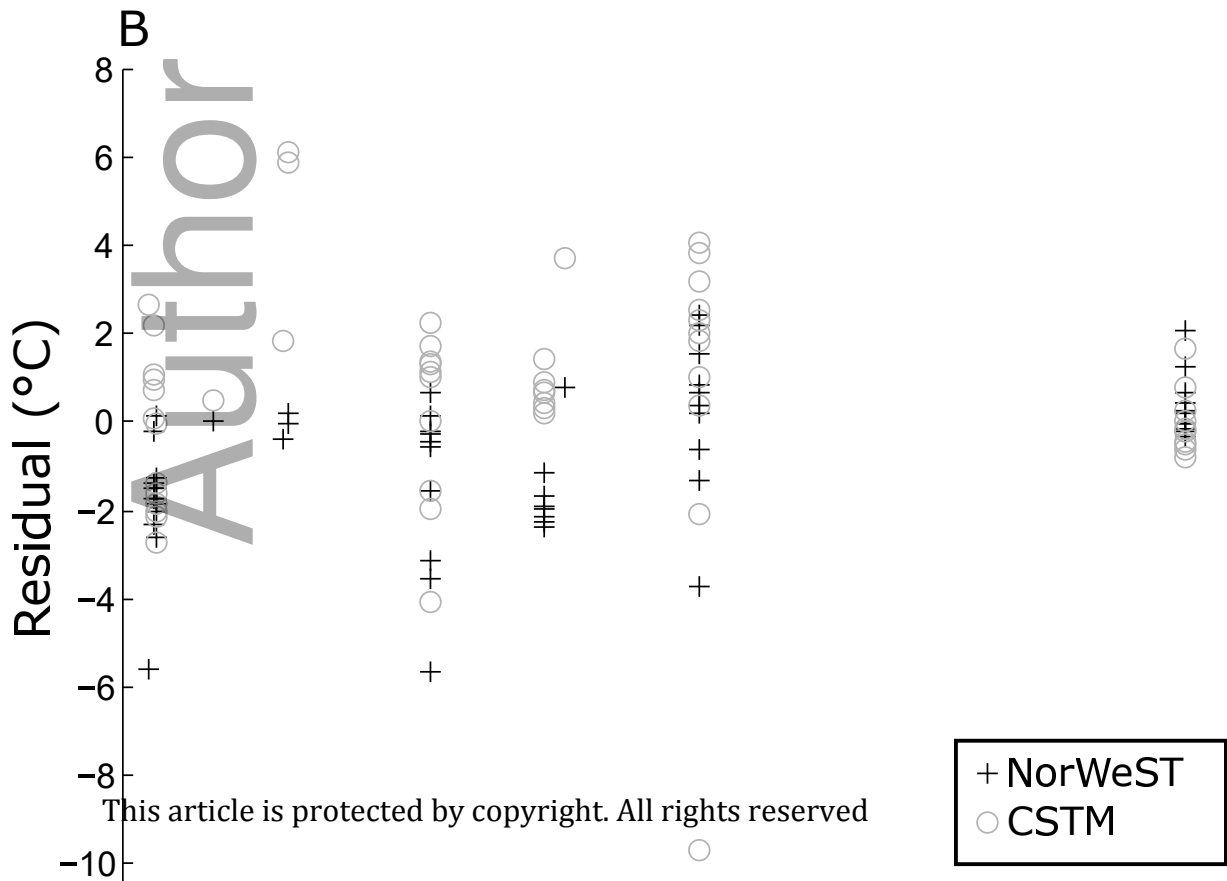 B
8
6
4
2
0
−2
−4
−6
−8
−10
Residual (°C)
Author
NorWeST
CSTM
This article is protected by copyright. All rights reserved